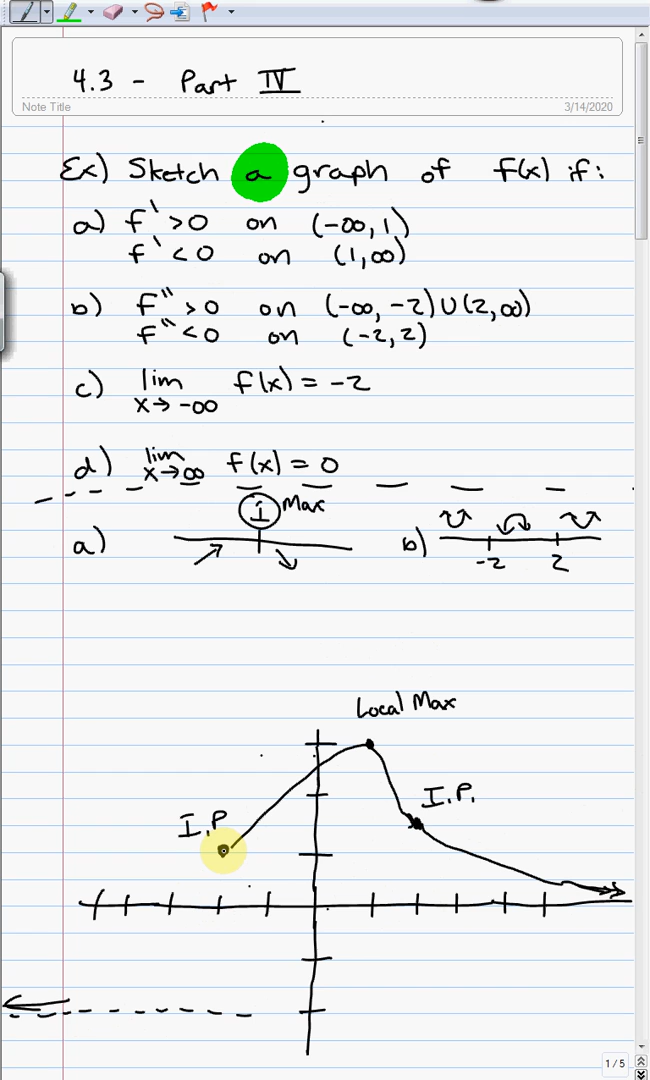 4.3 - Part IV
Note Title
3/14/2020
Ex) Sketch a graph of f(x) if:
a) f' > 0 on (-∞, 1)
f' < 0 on (1, ∞)
b) f" > 0 on (-∞, -2) ∪ (2, ∞)
f" < 0 on (-2, 2)
c) lim f(x) = -2
x → -∞
d) lim f(x) = 0
x → ∞
a) 1 Max
b) -2 2
Local Max
I.P.
I.P
1 / 5